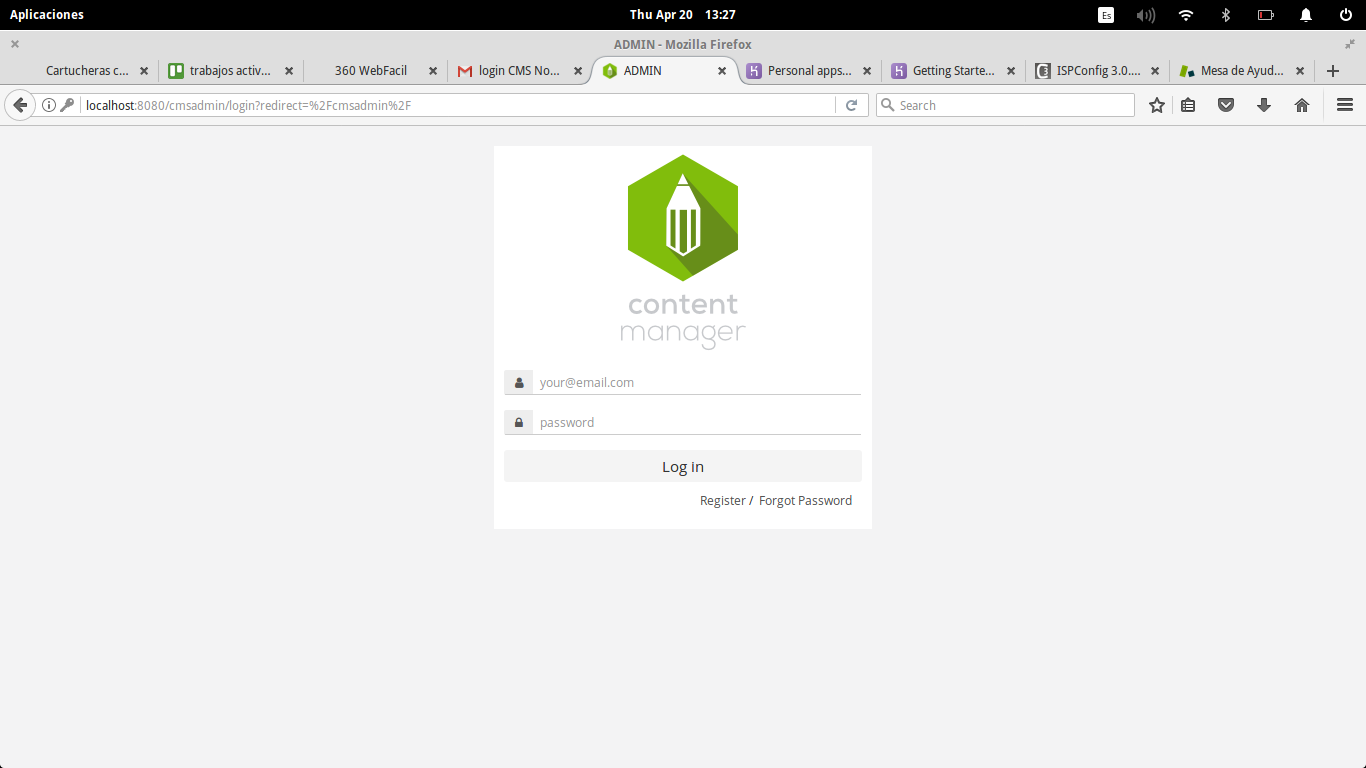 Aplicaciones
Thu Apr 20 13:27
Es
ADMIN - Mozilla Firefox
Cartucheras c...
trabajos activ...
360 WebFacil
login CMS No...
ADMIN
Personal apps...
Getting Starte...
ISPConfig 3.0....
Mesa de Ayud...
localhost:8080/cmsadmin/login?redirect=%2Fcmsadmin%2F
Search
content
manager
your@email.com
password
Log in
Register / Forgot Password